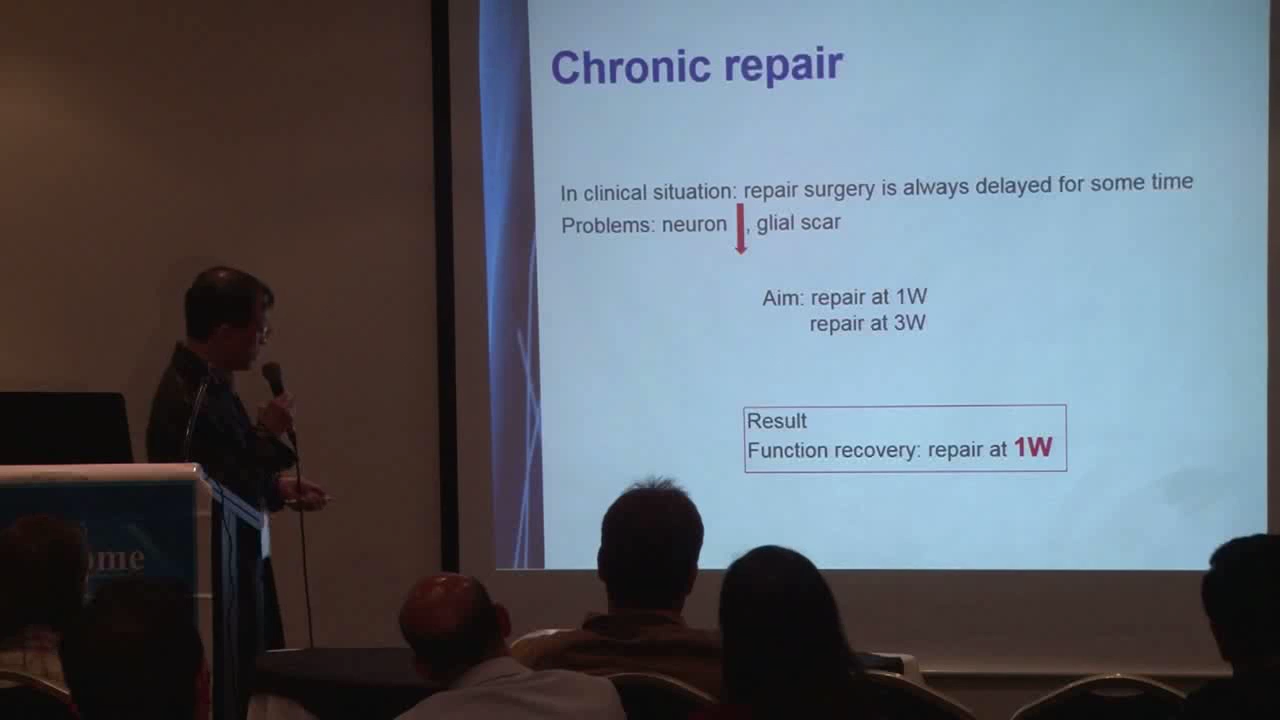 Chronic repair
In clinical situation: repair surgery is always delayed for some time
Problems: neuron , glial scar
Aim: repair at 1W
repair at 3W
Result
Function recovery: repair at 1W
ome